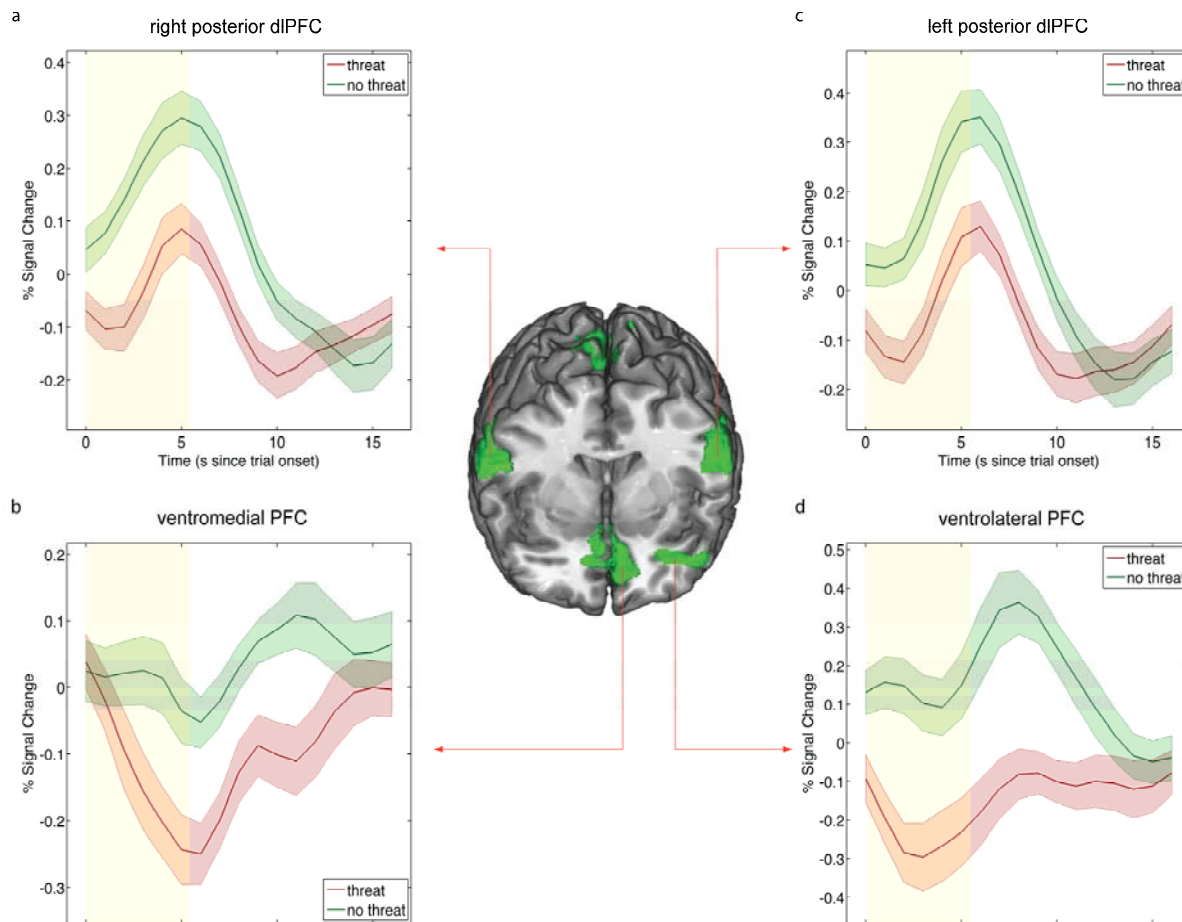 a
right posterior dlPFC
threat
no threat
0.4
0.3
0.2
0.1
0
-0.1
-0.2
% Signal Change
0
5
10
15
Time (s since trial onset)
c
left posterior dlPFC
threat
no threat
0.4
0.3
0.2
0.1
0
-0.1
-0.2
% Signal Change
0
5
10
15
Time (s since trial onset)
b
ventromedial PFC
0.2
0.1
0
-0.1
-0.2
-0.3
% Signal Change
threat
no threat
d
ventrolateral PFC
threat
no threat
0.5
0.4
0.3
0.2
0.1
0
-0.1
-0.2
-0.3
-0.4
% Signal Change